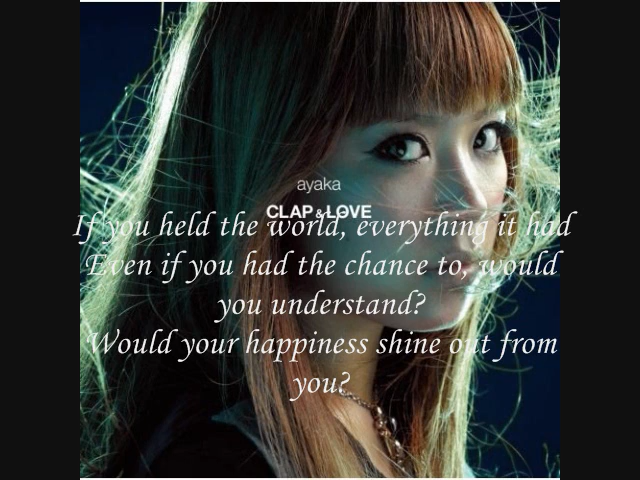 ayaka
CLAP & LOVE
If you held the world, everything it had
Even if you had the chance to, would
you understand?
Would your happiness shine out from
you?